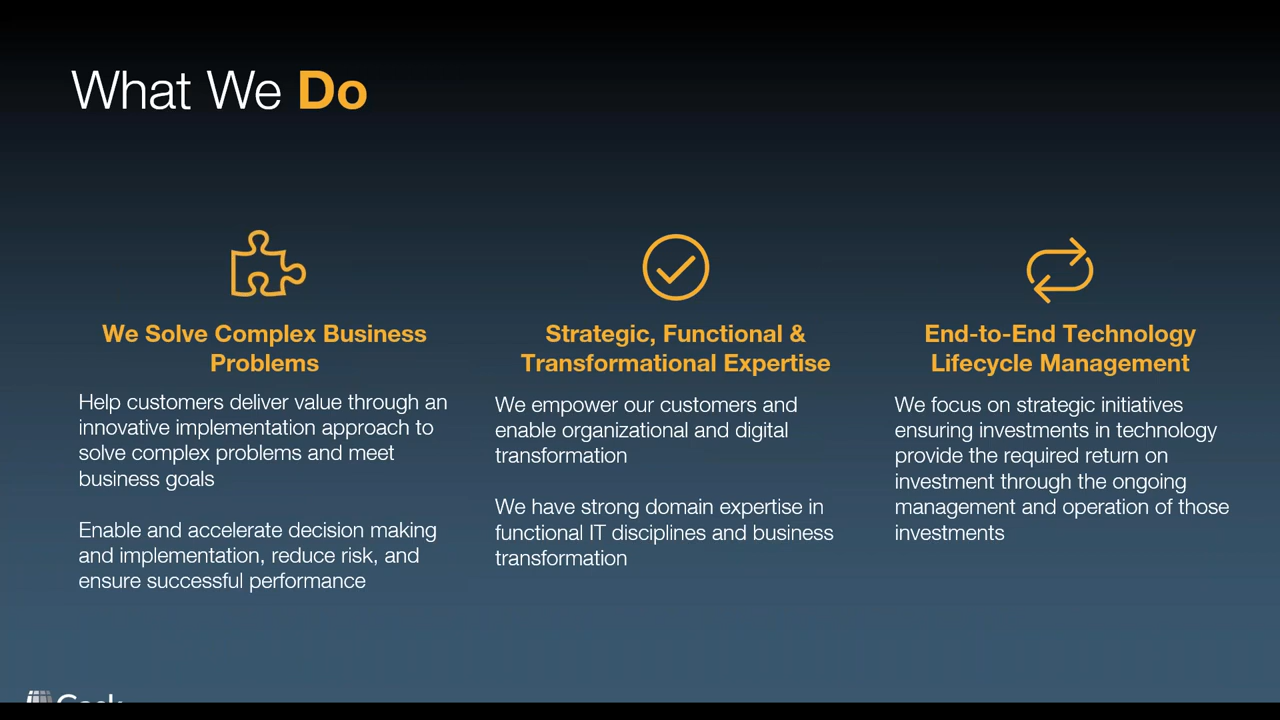 What We Do
We Solve Complex Business
Problems
Help customers deliver value through an
innovative implementation approach to
solve complex problems and meet
business goals
Enable and accelerate decision making
and implementation, reduce risk, and
ensure successful performance
Strategic, Functional &
Transformational Expertise
We empower our customers and
enable organizational and digital
transformation
We have strong domain expertise in
functional IT disciplines and business
transformation
End-to-End Technology
Lifecycle Management
We focus on strategic initiatives
ensuring investments in technology
provide the required return on
investment through the ongoing
management and operation of those
investments